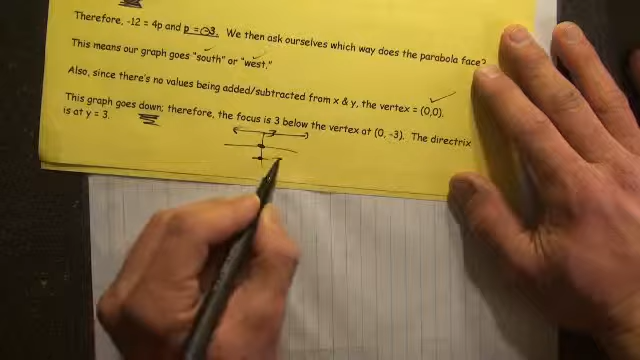 Therefore, -12 = 4p and p = -3. We then ask ourselves which way does the parabola face?
This means our graph goes "south" or "west."
Also, since there's no values being added/subtracted from x & y, the vertex = (0,0).
This graph goes down; therefore, the focus is 3 below the vertex at (0, -3). The directrix
is at y = 3.
3